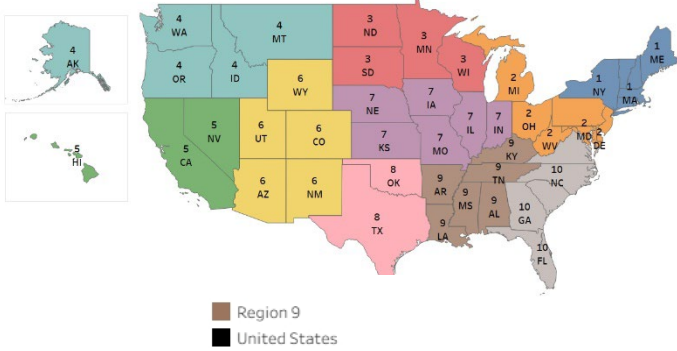 4
WA
4
MT
3
ND
3
MN
1
ME
4
AK
4
OR
4
ID
3
SD
3
WI
2
MI
1
NY
1
MA
6
WY
7
NE
7
IA
7
IL
7
IN
2
OH
2
MD
2
DE
2
WV
5
HI
5
NV
5
CA
6
UT
6
CO
7
KS
7
MO
9
KY
9
TN
10
NC
6
AZ
6
NM
8
OK
8
TX
9
AR
9
MS
9
AL
9
LA
10
GA
10
FL
Region 9
United States